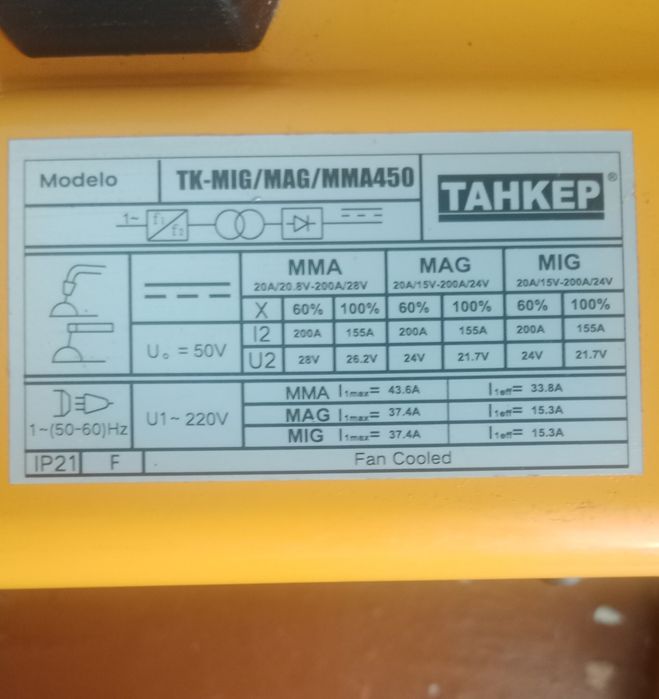 Modelo TK-MIG/MAG/MMA450 TAHKEP®
1~ f1 f2
MMA MAG MIG
20A/20.8V-200A/28V 20A/15V-200A/24V 20A/15V-200A/24V
X 60% 100% 60% 100% 60% 100%
U₀ = 50V I2 200A 155A 200A 155A 200A 155A
U2 28V 26.2V 24V 21.7V 24V 21.7V
1~(50-60)Hz U1~ 220V
MMA I1max= 43.6A I1eff= 33.8A
MAG I1max= 37.4A I1eff= 15.3A
MIG I1max= 37.4A I1eff= 15.3A
IP21 F Fan Cooled